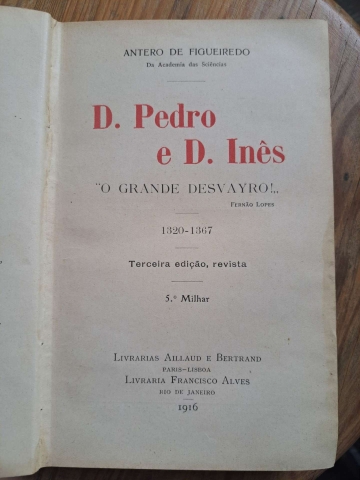 ANTERO DE FIGUEIREDO
Da Academia das Sciências
D. Pedro
e D. Inês
"O GRANDE DESVAYRO!„
FERNÃO LOPES
1320-1367
Terceira edição, revista
5.º Milhar
LIVRARIAS AILLAUD E BERTRAND
PARIS-LISBOA
LIVRARIA FRANCISCO ALVES
RIO DE JANEIRO
1916